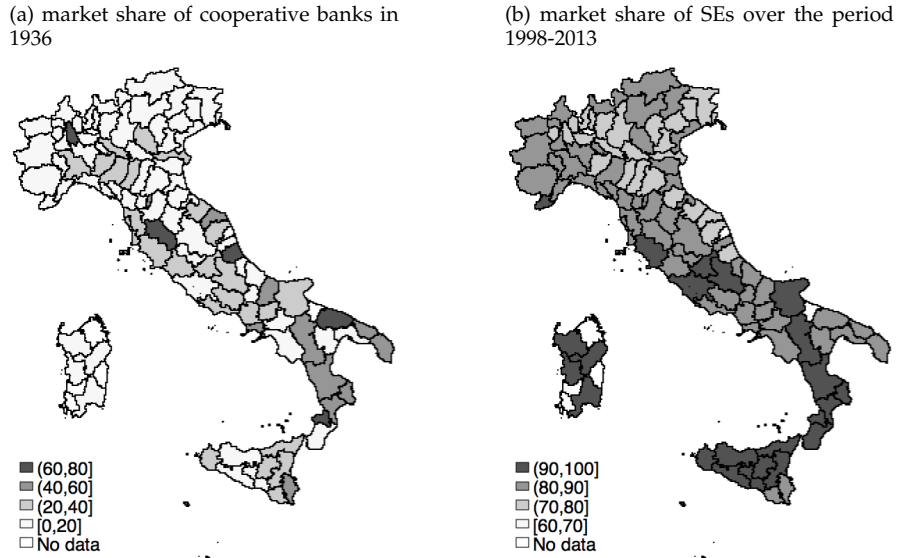 (a) market share of cooperative banks in
1936
(60,80]
(40,60]
(20,40]
[0,20]
No data
(b) market share of SEs over the period
1998-2013
(90,100]
(80,90]
(70,80]
[60,70]
No data